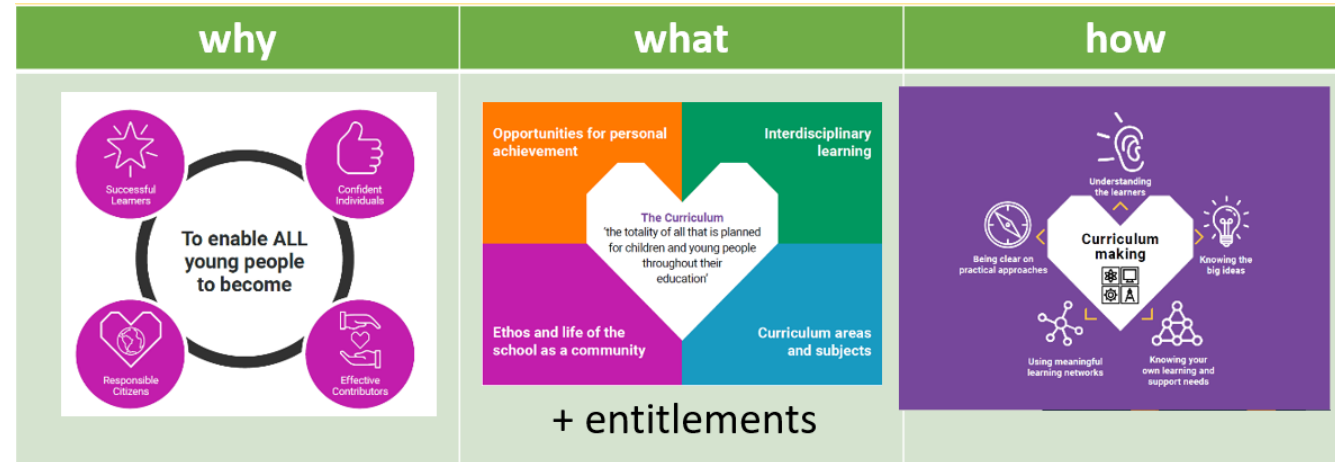 why
what
how
Successful
Learners
Confident
Individuals
To enable ALL
young people
to become
Responsible
Citizens
Effective
Contributors
Opportunities for personal
achievement
Interdisciplinary
learning
The Curriculum
'the totality of all that is planned
for children and young people
throughout their
education'
Ethos and life of the
school as a community
Curriculum areas
and subjects
+ entitlements
Understanding
the learners
Being clear on
practical approaches
Curriculum
making
Knowing the
big ideas
Using meaningful
learning networks
Knowing your
own learning and
support needs